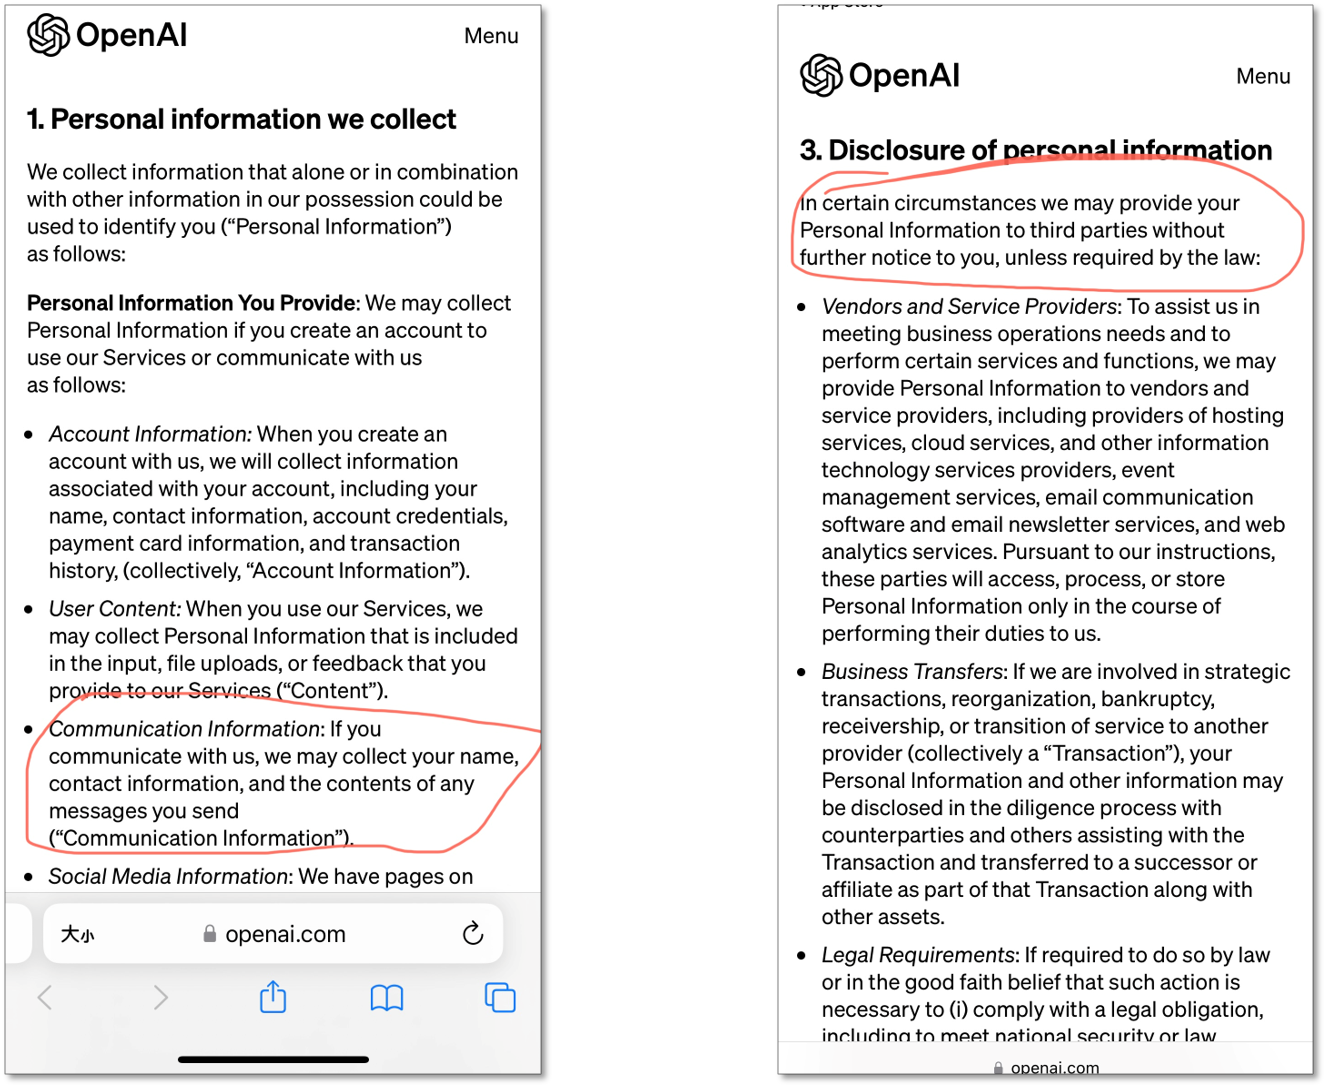 OpenAI
Menu
1. Personal information we collect
We collect information that alone or in combination
with other information in our possession could be
used to identify you (“Personal Information”)
as follows:
Personal Information You Provide: We may collect
Personal Information if you create an account to
use our Services or communicate with us
as follows:
• Account Information: When you create an
account with us, we will collect information
associated with your account, including your
name, contact information, account credentials,
payment card information, and transaction
history, (collectively, “Account Information”).
• User Content: When you use our Services, we
may collect Personal Information that is included
in the input, file uploads, or feedback that you
provide to our Services (“Content”).
• Communication Information: If you
communicate with us, we may collect your name,
contact information, and the contents of any
messages you send
(“Communication Information”).
• Social Media Information: We have pages on
大小
openai.com
App Store
OpenAI
Menu
3. Disclosure of personal information
In certain circumstances we may provide your
Personal Information to third parties without
further notice to you, unless required by the law:
• Vendors and Service Providers: To assist us in
meeting business operations needs and to
perform certain services and functions, we may
provide Personal Information to vendors and
service providers, including providers of hosting
services, cloud services, and other information
technology services providers, event
management services, email communication
software and email newsletter services, and web
analytics services. Pursuant to our instructions,
these parties will access, process, or store
Personal Information only in the course of
performing their duties to us.
• Business Transfers: If we are involved in strategic
transactions, reorganization, bankruptcy,
receivership, or transition of service to another
provider (collectively a “Transaction”), your
Personal Information and other information may
be disclosed in the diligence process with
counterparties and others assisting with the
Transaction and transferred to a successor or
affiliate as part of that Transaction along with
other assets.
• Legal Requirements: If required to do so by law
or in the good faith belief that such action is
necessary to (i) comply with a legal obligation,
including to meet national security or law
openai.com